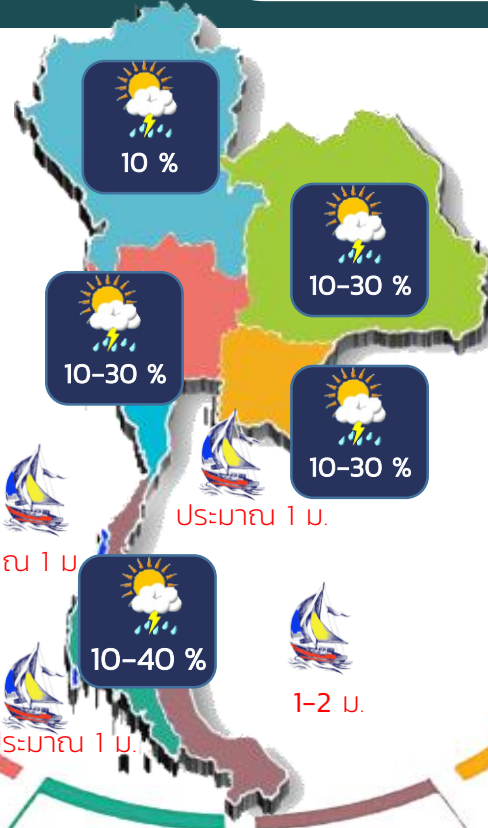 10 %
10-30 %
10-30 %
10-30 %
ประมาณ 1 ม.
ณ 1 ม
10-40 %
1-2 ม.
ระมาณ 1 ม.